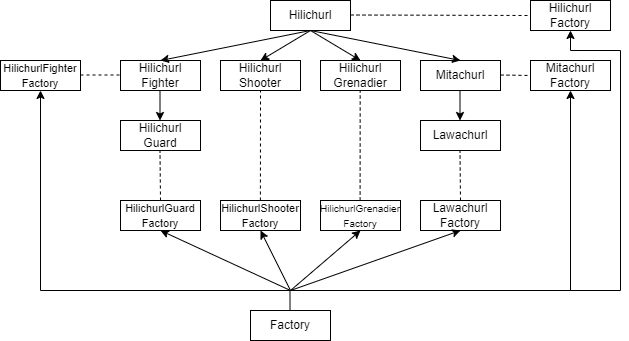 Hilichurl
Hilichurl
Factory
HilichurlFighter
Factory
Hilichurl
Fighter
Hilichurl
Shooter
Hilichurl
Grenadier
Mitachurl
Mitachurl
Factory
Hilichurl
Guard
Lawachurl
HilichurlGuard
Factory
HilichurlShooter
Factory
HilichurlGrenadier
Factory
Lawachurl
Factory
Factory